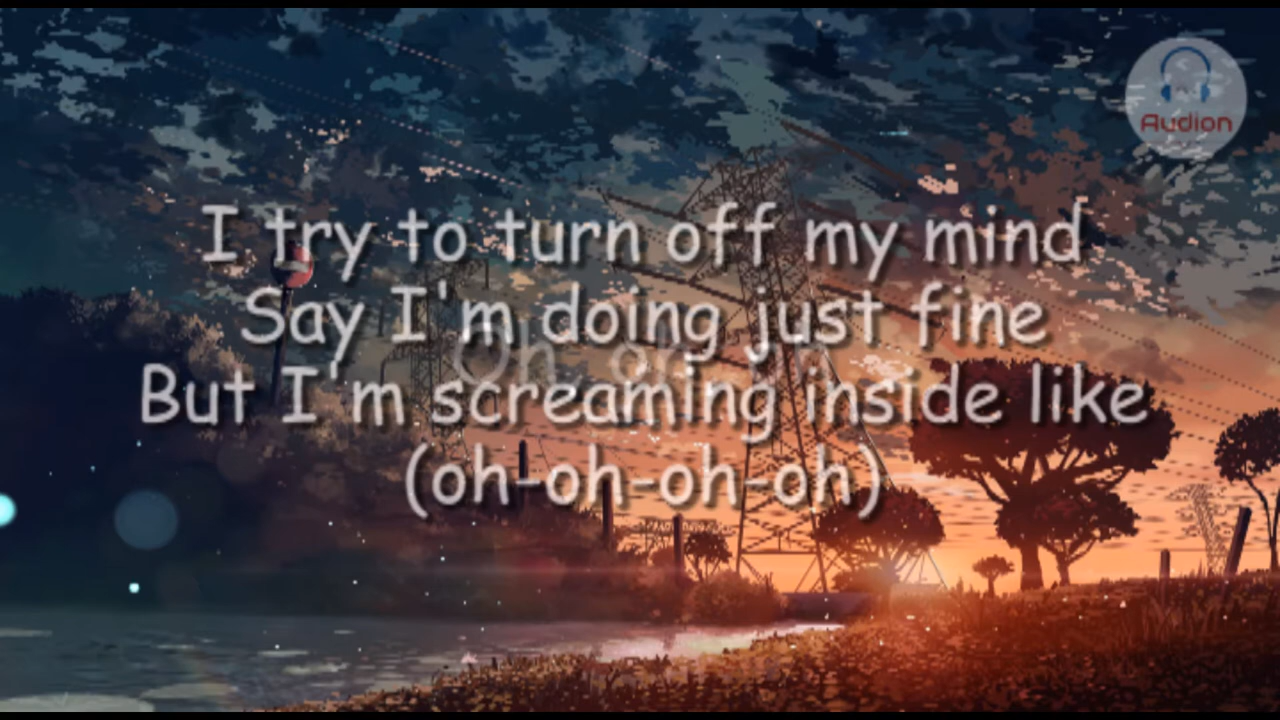 Audion
I try to turn off my mind
Say I'm doing just fine
But I'm screaming inside like
(oh-oh-oh-oh)